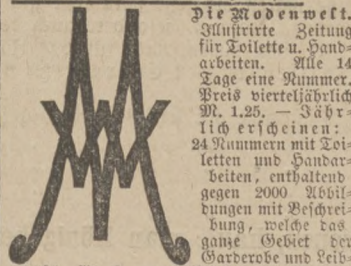 Die Modenwelt.
Illustrirte Zeitung
für Toilette u. Hand=
arbeiten. Alle 14
Tage eine Nummer.
Preis vierteljährlich
M. 1.25. — Jähr=
lich erscheinen:
24 Nummern mit Toi=
letten und Handar=
beiten, enthaltend
gegen 2000 Abbil=
dungen mit Beschrei=
bung, welche das
ganze Gebiet der
Garderobe und Leib=